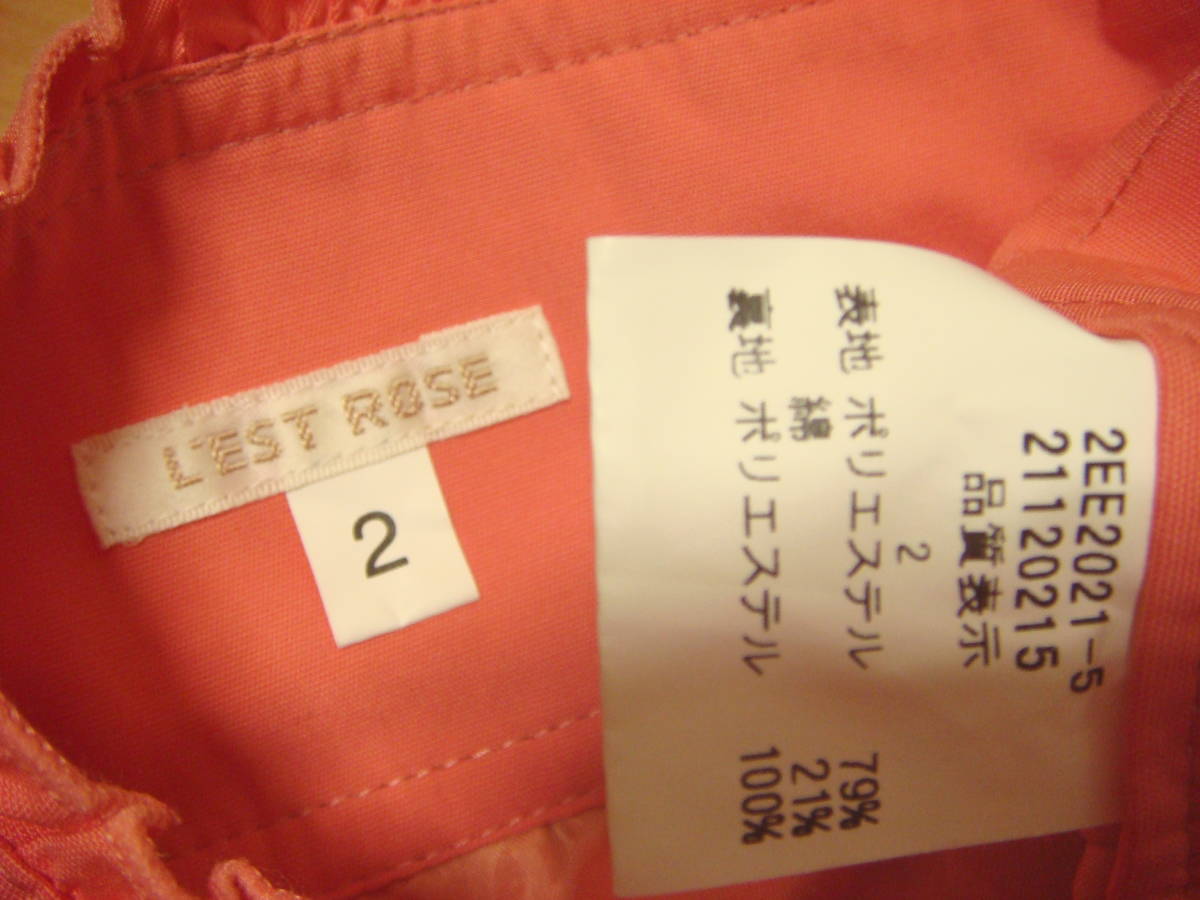 L'EST ROSE
2
2EE2021-5
21120215
品質表示
2
表地 ポリエステル 79%
綿 21%
裏地 ポリエステル 100%